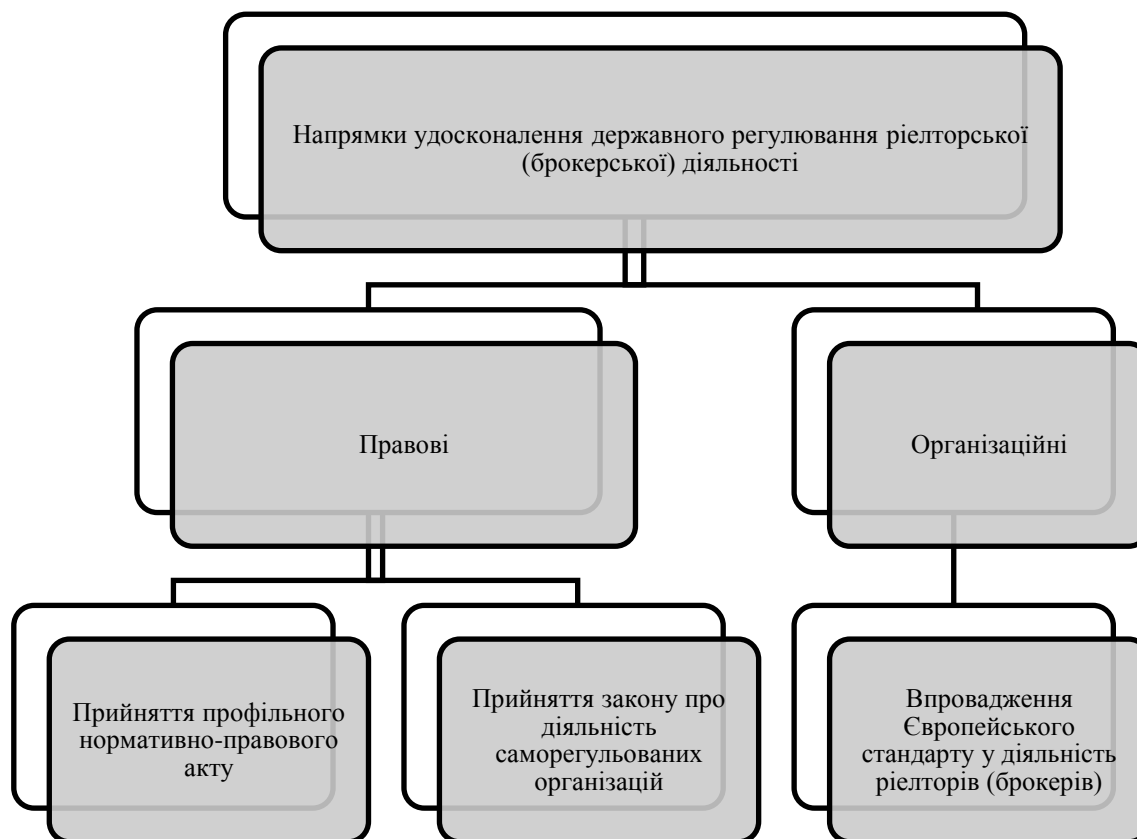 Напрямки удосконалення державного регулювання ріелторської
(брокерської) діяльності
Правові
Організаційні
Прийняття профільного
нормативно-правового
акту
Прийняття закону про
діяльність
саморегульованих
організацій
Впровадження
Європейського
стандарту у діяльність
ріелторів (брокерів)